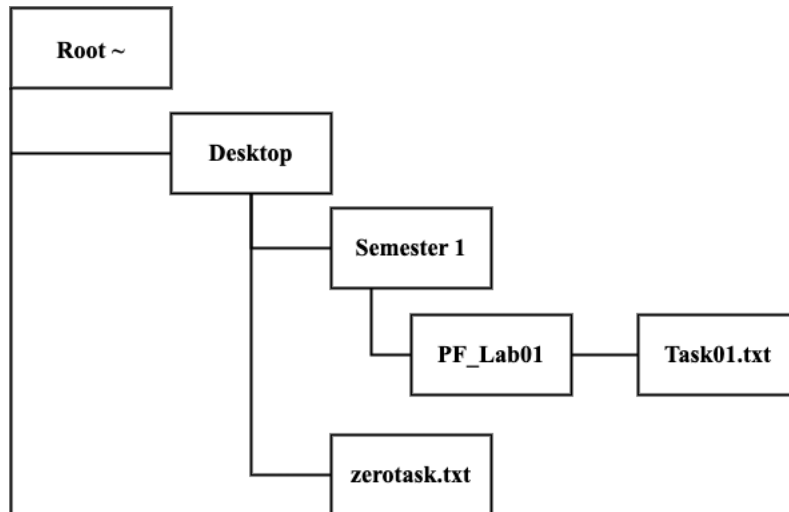 Root ~
Desktop
Semester 1
PF_Lab01
Task01.txt
zerotask.txt